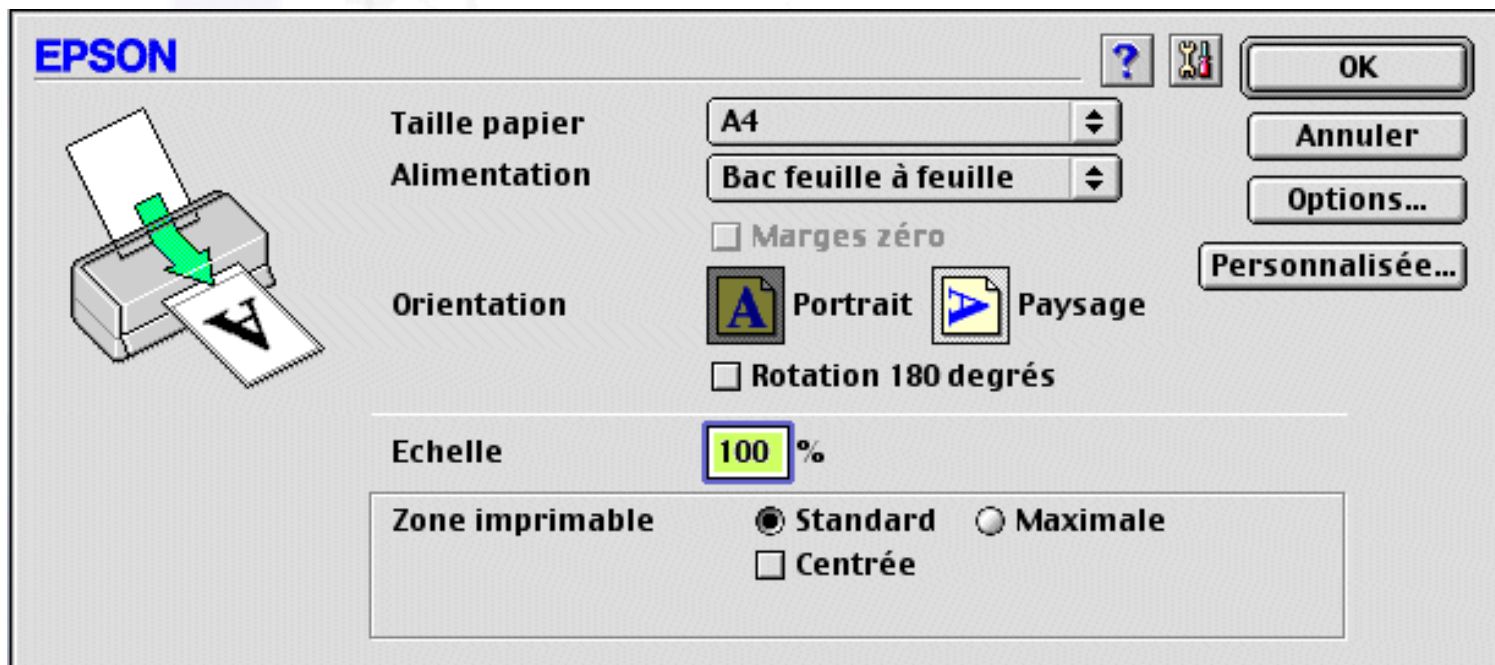 EPSON
?
OK
Taille papier A4
Annuler
Alimentation Bac feuille à feuille
Options...
Marges zéro
Personnalisée...
Orientation A Portrait A Paysage
A
Rotation 180 degrés
Echelle 100 %
Zone imprimable Standard Maximale
Centrée